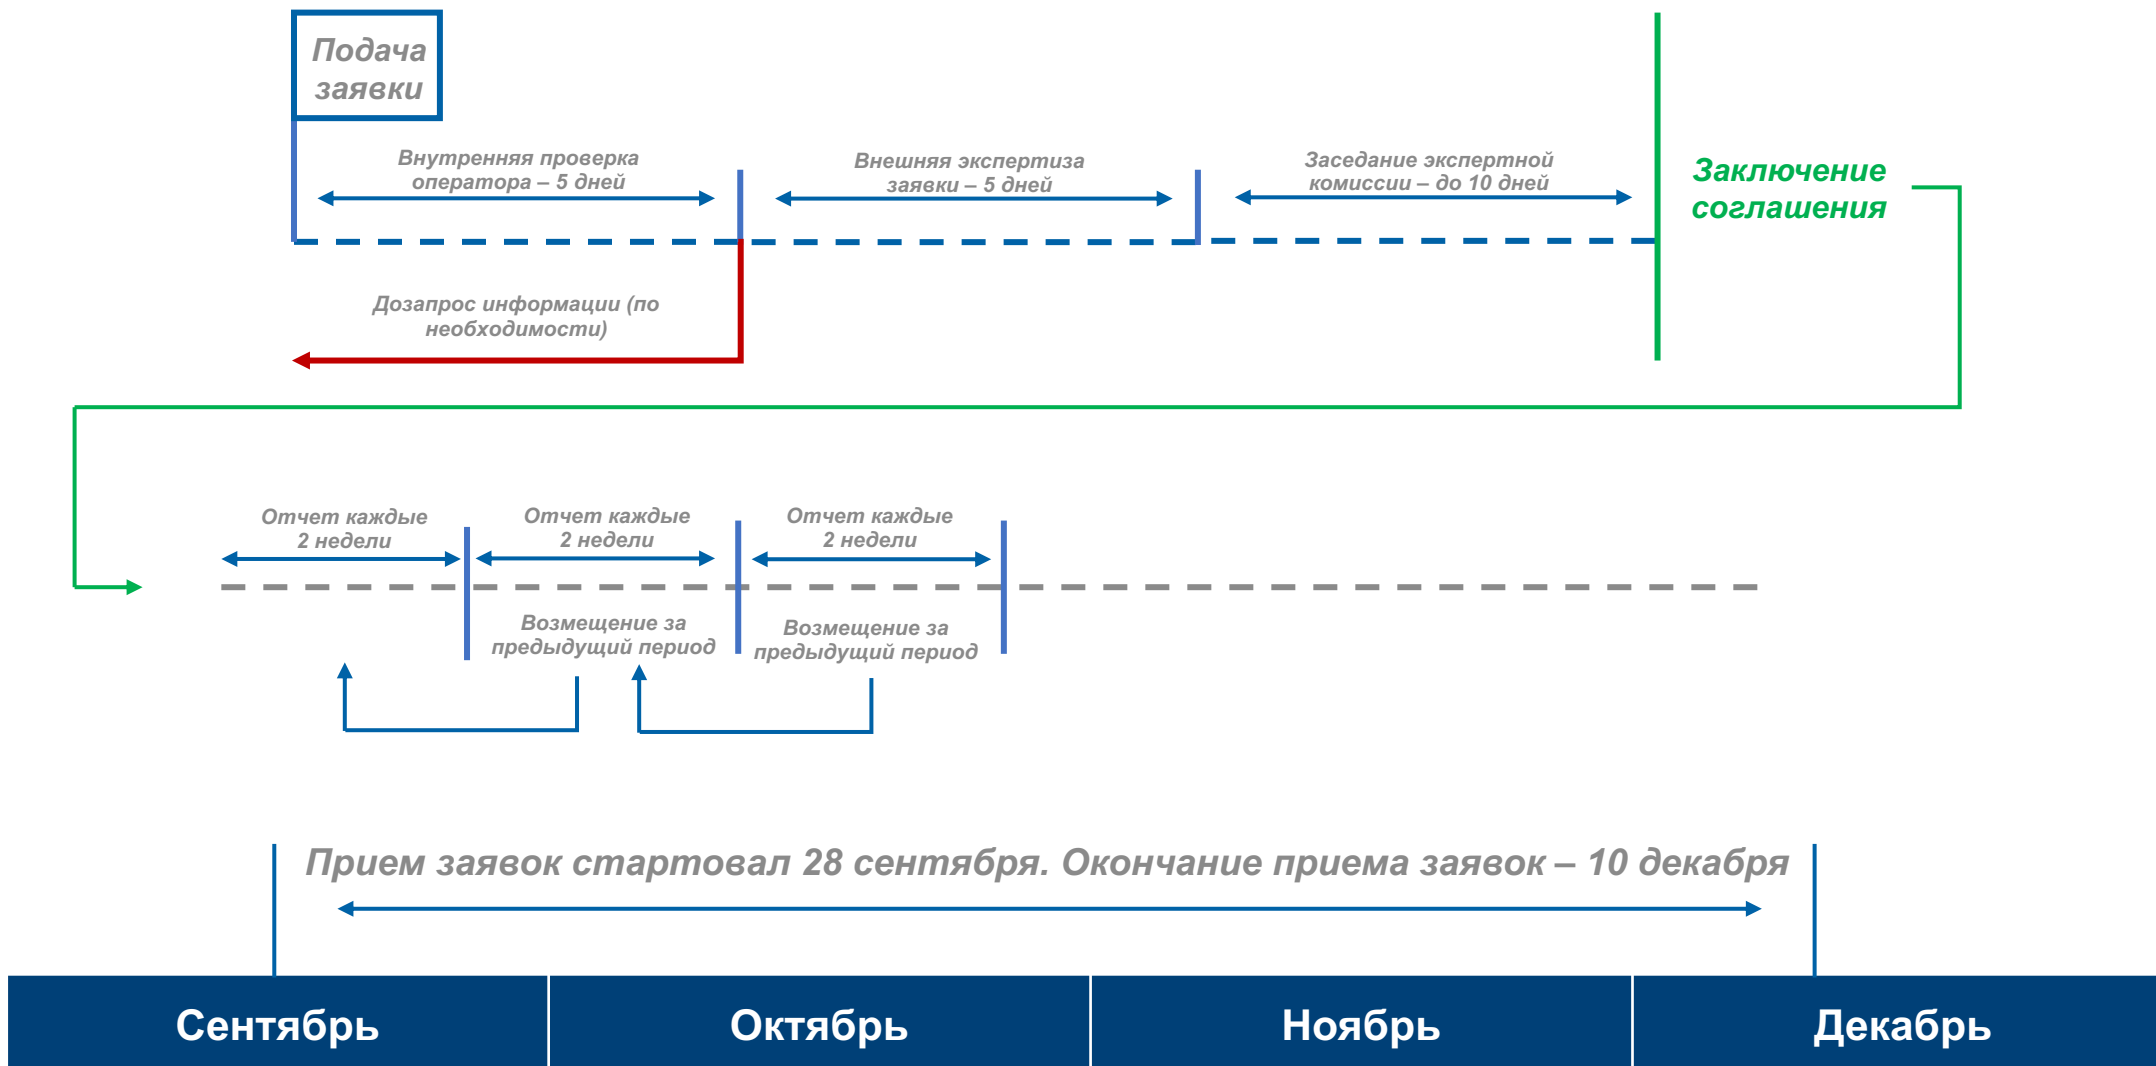 Подача
заявки
Внутренняя проверка
оператора – 5 дней
Внешняя экспертиза
заявки – 5 дней
Заседание экспертной
комиссии – до 10 дней
Заключение
соглашения
Дозапрос информации (по
необходимости)
Отчет каждые
2 недели
Отчет каждые
2 недели
Отчет каждые
2 недели
Возмещение за
предыдущий период
Возмещение за
предыдущий период
Прием заявок стартовал 28 сентября. Окончание приема заявок – 10 декабря
Сентябрь
Октябрь
Ноябрь
Декабрь